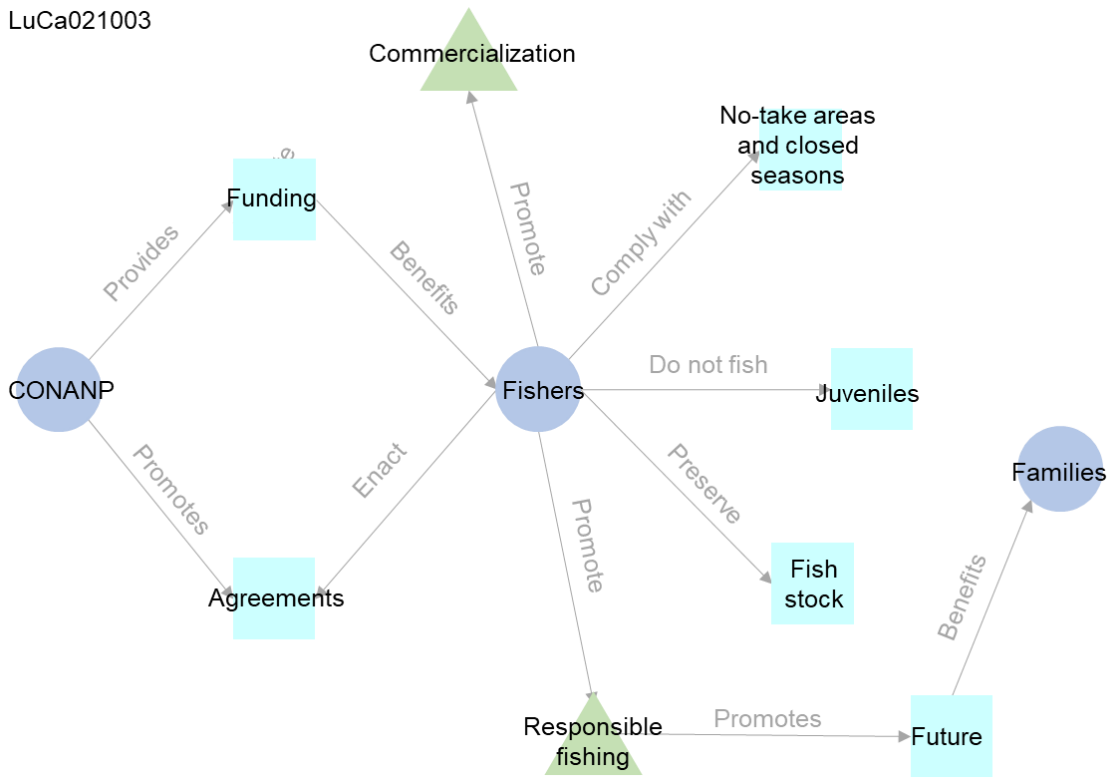 LuCa021003
Commercialization
No-take areas
and closed
seasons
Funding
Promote
Comply with
Provides
Benefits
CONANP
Fishers
Do not fish
Juveniles
Promotes
Enact
Preserve
Families
Promote
Agreements
Fish
stock
Benefits
Responsible
fishing
Promotes
Future